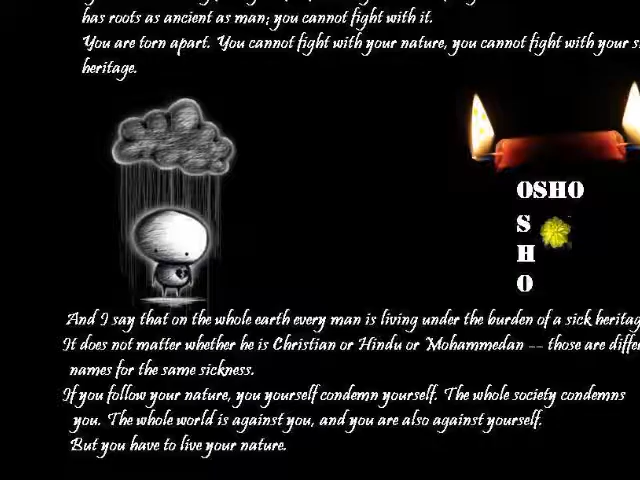 has roots as ancient as man; you cannot fight with it.
You are torn apart. You cannot fight with your nature, you cannot fight with your
heritage.
OSHO
S
H
O
And I say that on the whole earth every man is living under the burden of a sick
It does not matter whether he is Christian or Hindu or Mohammedan -- those are
names for the same sickness.
If you follow your nature, you yourself condemn yourself. The whole society condemns
you. The whole world is against you, and you are also against yourself.
But you have to live your nature.